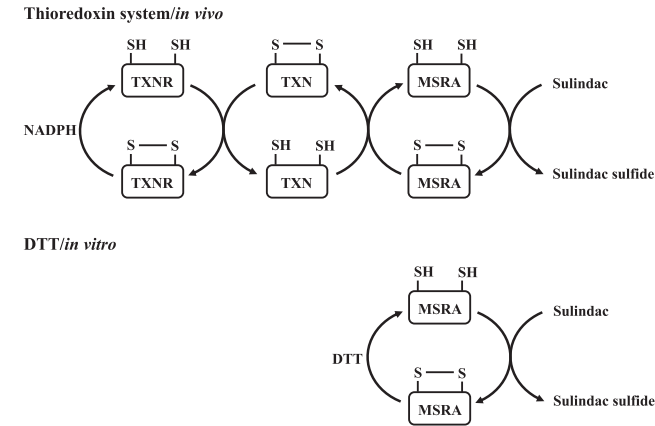 Thioredoxin system/in vivo
SH SH S S SH SH
TXNR TXN MSRA Sulindac
NADPH
S S SH SH S S
TXNR TXN MSRA Sulindac sulfide
DTT/in vitro
SH SH
MSRA Sulindac
DTT
S S
MSRA Sulindac sulfide